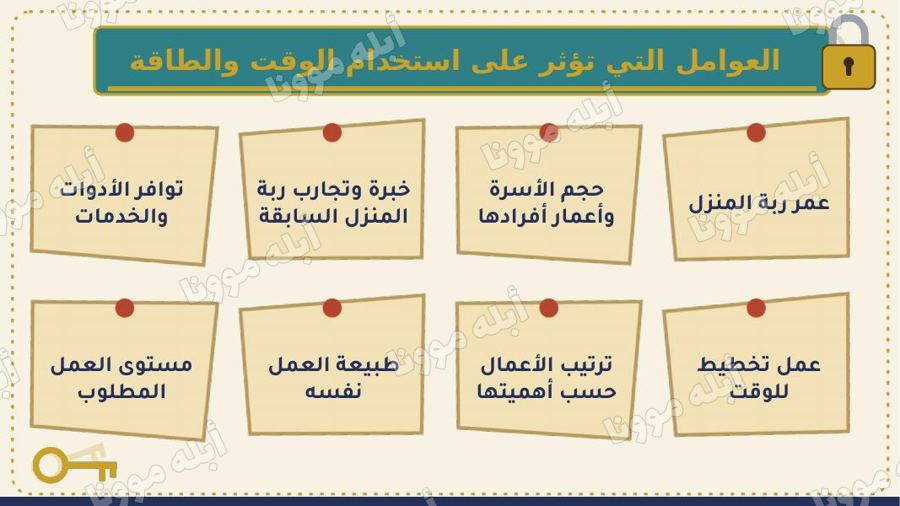 العوامل التي تؤثر على استخدام الوقت والطاقة
عمر ربة المنزل
حجم الأسرة
وأعمار أفرادها
خبرة وتجارب ربة
المنزل السابقة
توافر الأدوات
والخدمات
عمل تخطيط
للوقت
ترتيب الأعمال
حسب أهميتها
طبيعة العمل
نفسه
مستوى العمل
المطلوب
أبله موونا